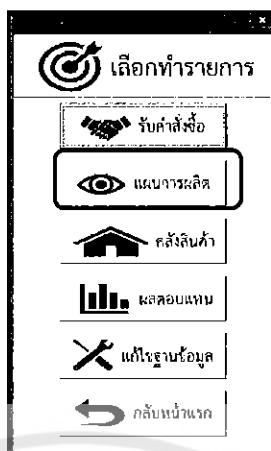 เลือกทำรายการ
รับคำสั่งซื้อ
แผนการผลิต
คลังสินค้า
ผลตอบแทน
แก้ไขฐานข้อมูล
กลับหน้าแรก